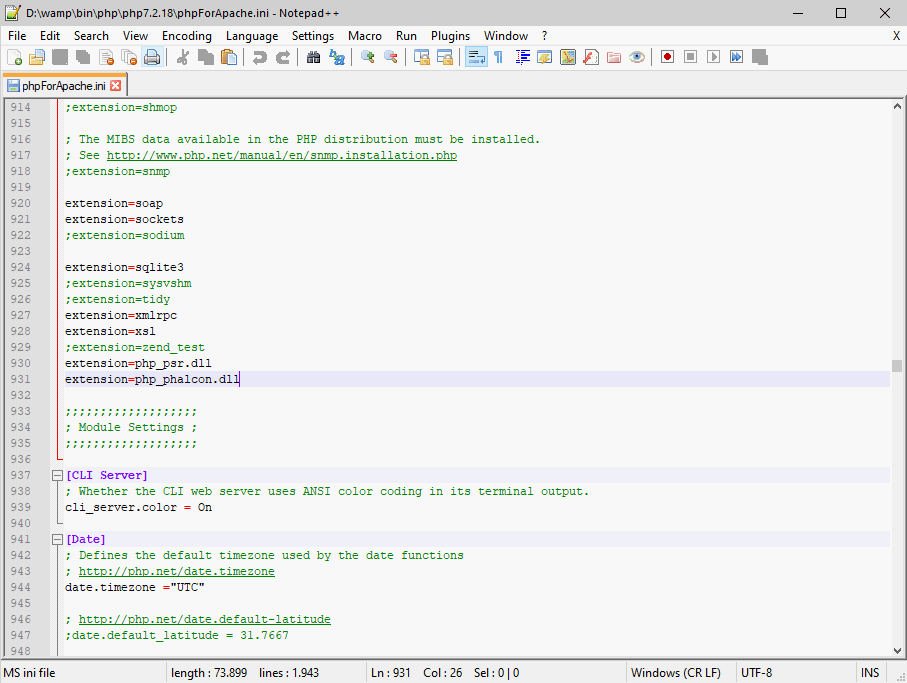 D:\wamp\bin\php\php7.2.18\phpForApache.ini - Notepad++
File Edit Search View Encoding Language Settings Macro Run Plugins Window ? X
phpForApache.ini
914 ;extension=shmop
915
916 ; The MIBS data available in the PHP distribution must be installed.
917 ; See http://www.php.net/manual/en/snmp.installation.php
918 ;extension=snmp
919
920 extension=soap
921 extension=sockets
922 ;extension=sodium
923
924 extension=sqlite3
925 ;extension=sysvshm
926 ;extension=tidy
927 extension=xmlrpc
928 extension=xsl
929 ;extension=zend_test
930 extension=php_psr.dll
931 extension=php_phalcon.dll
932
933 ;;;;;;;;;;;;;;;;;;;
934 ; Module Settings ;
935 ;;;;;;;;;;;;;;;;;;;
936
937 [CLI Server]
938 ; Whether the CLI web server uses ANSI color coding in its terminal output.
939 cli_server.color = On
940
941 [Date]
942 ; Defines the default timezone used by the date functions
943 ; http://php.net/date.timezone
944 date.timezone ="UTC"
945
946 ; http://php.net/date.default-latitude
947 ;date.default_latitude = 31.7667
948
MS ini file length : 73.899 lines : 1.943 Ln : 931 Col : 26 Sel : 0 | 0 Windows (CR LF) UTF-8 INS